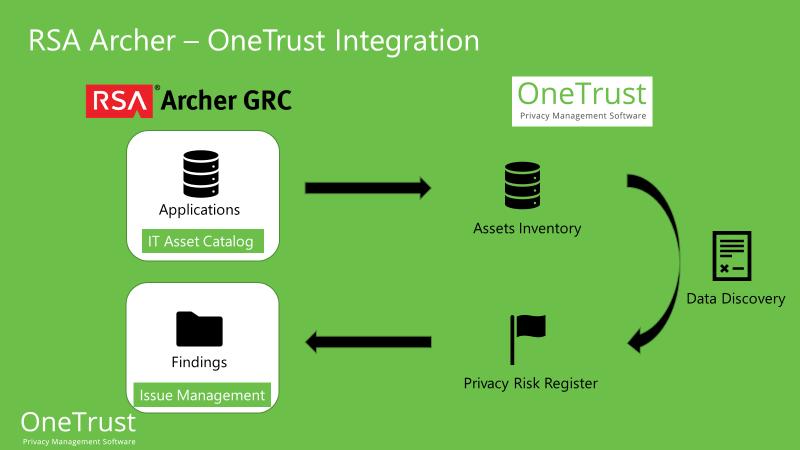 RSA Archer – OneTrust Integration
RSA® Archer GRC
OneTrust
Privacy Management Software
Applications
IT Asset Catalog
Assets Inventory
Data Discovery
Findings
Issue Management
Privacy Risk Register
OneTrust
Privacy Management Software